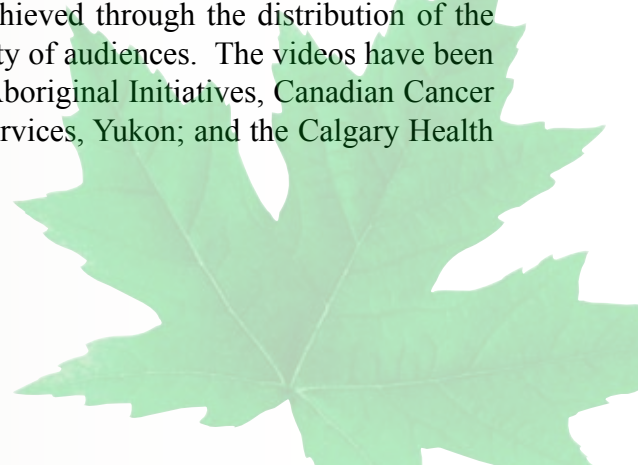 hieved through the distribution of the
ty of audiences. The videos have been
Aboriginal Initiatives, Canadian Cancer
rvices, Yukon; and the Calgary Health